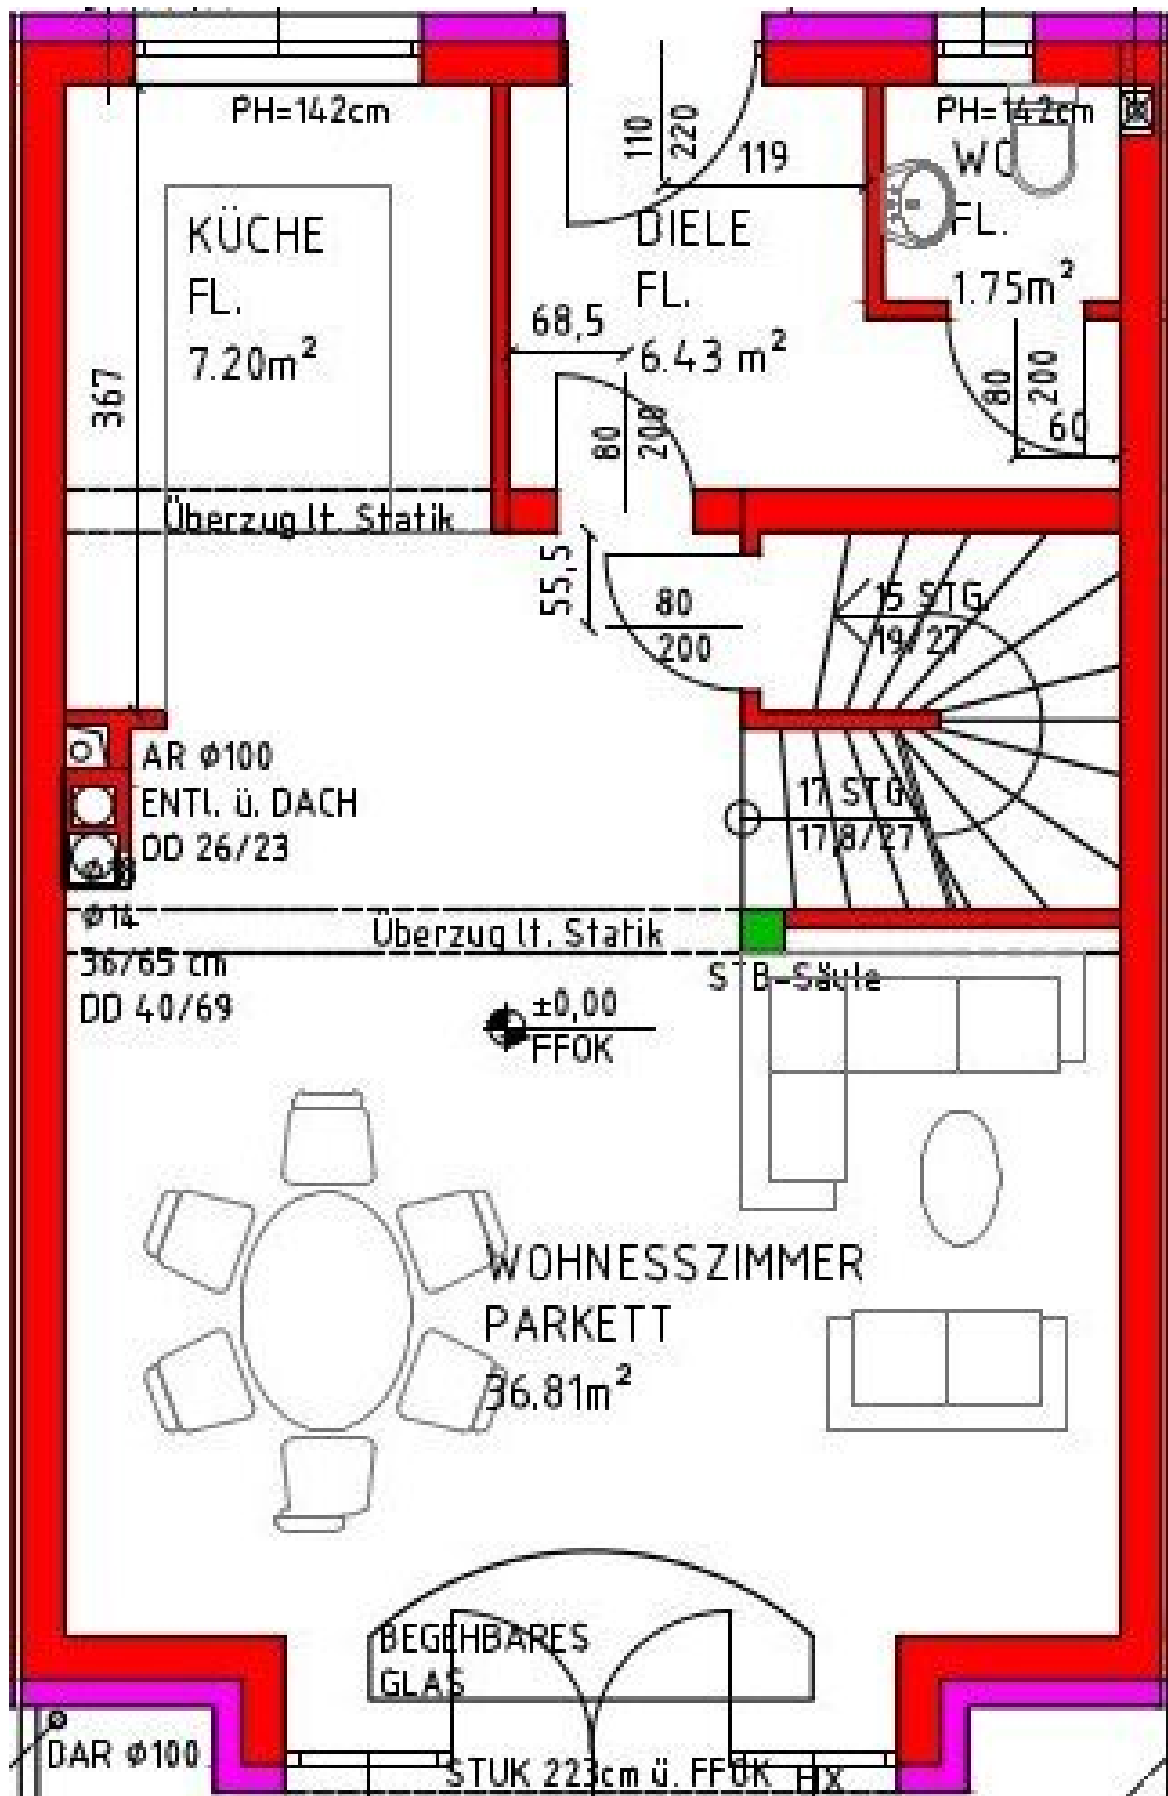 PH=142cm
KÜCHE
FL.
7.20m²
367
110
220
119
DIELE
FL.
6.43 m²
68,5
80
200
PH=142cm
WC
FL.
1.75m²
80
200
60
Überzug lt. Statik
55,5
80
200
15 STG.
19/27
17 STG.
17,8/27
AR Ø100
ENTL. ü. DACH
DD 26/23
Ø14
36/65 cm
DD 40/69
Überzug lt. Statik
STB-Säule
±0,00
FFOK
WOHNESSZIMMER
PARKETT
36.81m²
BEGEHBARES
GLAS
DAR Ø100
STUK 223cm ü. FFOK
FIX